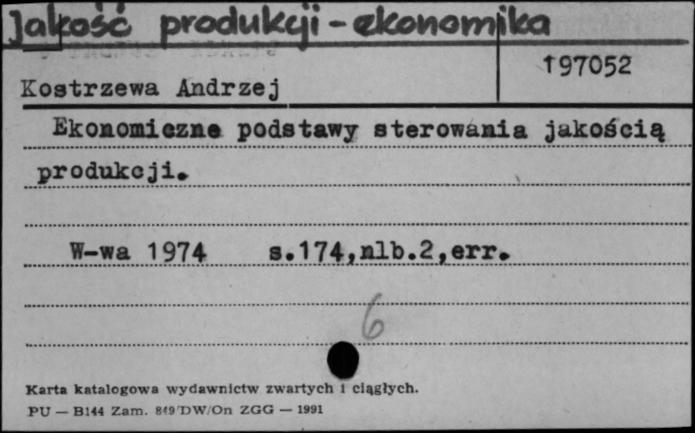 Jakość produkcji - ekonomika
197052
Kostrzewa Andrzej
Ekonomiczne podstawy sterowania jakością
produkcji.
W-wa 1974 s.174,nlb.2,err.
6
Karta katalogowa wydawnictw zwartych i ciągłych.
PU — B144 Zam. 849/DW/On ZGG — 1991